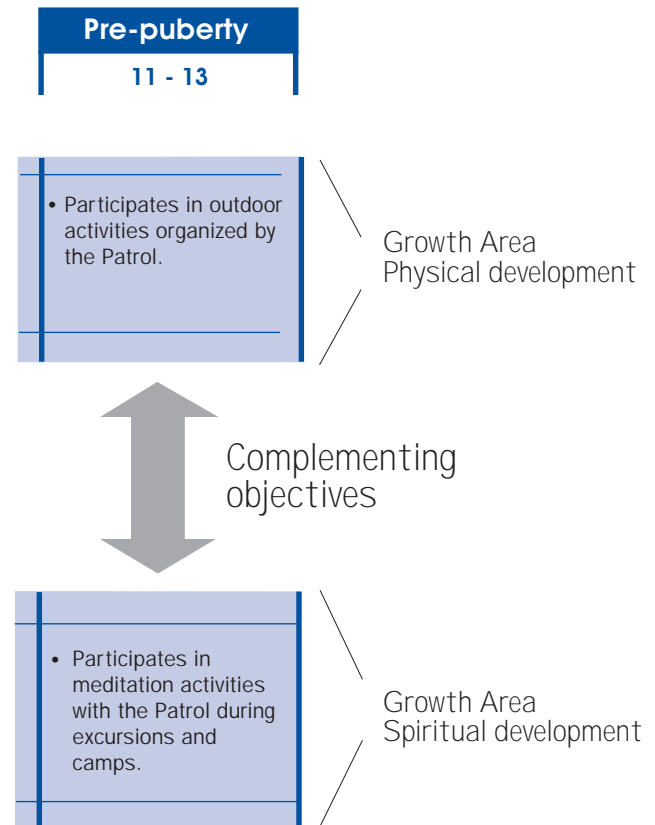 Pre-puberty
11 - 13
• Participates in outdoor
activities organized by
the Patrol.
Growth Area
Physical development
Complementing
objectives
• Participates in
meditation activities
with the Patrol during
excursions and
camps.
Growth Area
Spiritual development